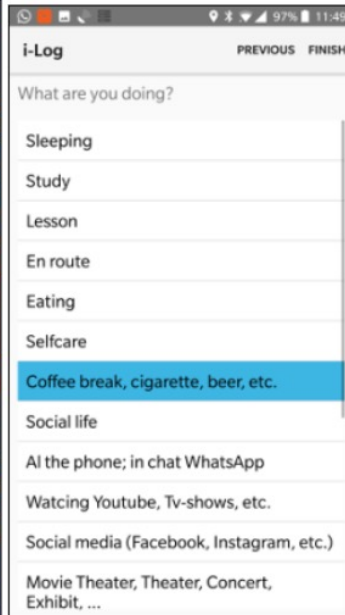 97% 11:49
i-Log PREVIOUS FINISH
What are you doing?
Sleeping
Study
Lesson
En route
Eating
Selfcare
Coffee break, cigarette, beer, etc.
Social life
Al the phone; in chat WhatsApp
Watcing Youtube, Tv-shows, etc.
Social media (Facebook, Instagram, etc.)
Movie Theater, Theater, Concert,
Exhibit, ...